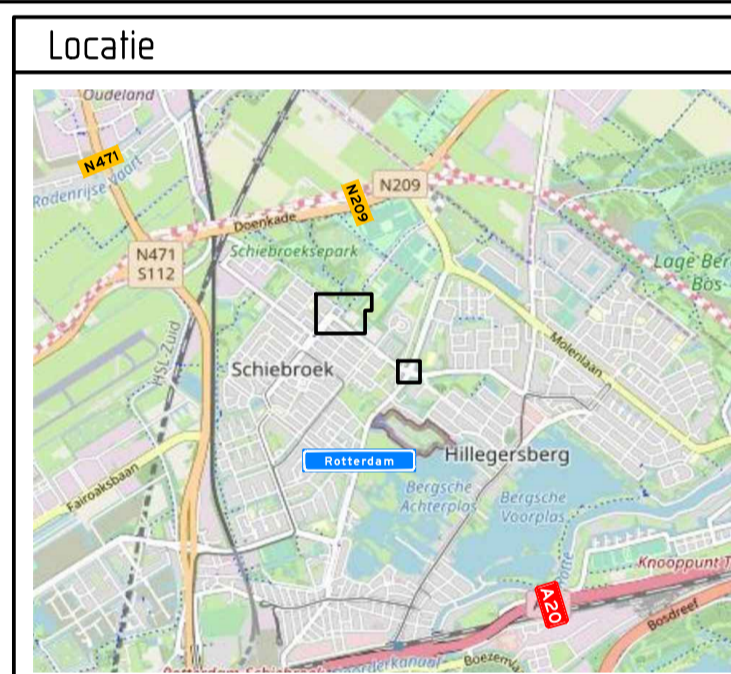 Locatie
Oudeland
N471
Rodenrijse Vaart
N209
N209
Doenkade
Schiebroeksepark
N471
S112
Lage Ber
Bos
HSL Zuid
Molenlaan
Schiebroek
Rotterdam
Hillegersberg
Bergsche
Achterplas
Bergsche
Voorplas
Fairoaksbaan
Knooppunt T
A20
Bosdreef